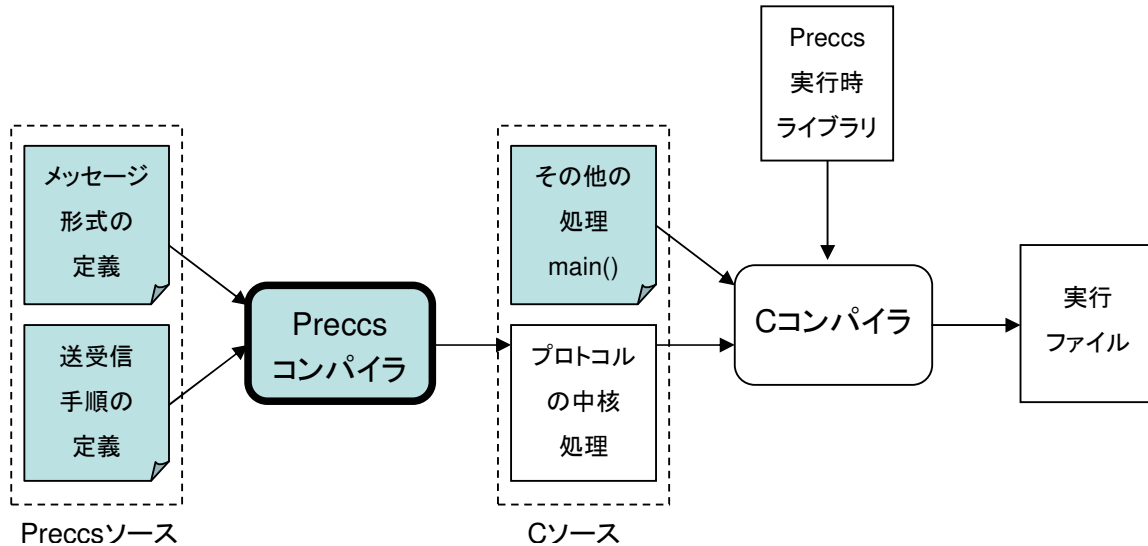 メッセージ
形式の
定義
送受信
手順の
定義
Preccsソース
Preccs
コンパイラ
その他の
処理
main()
プロトコル
の中核
処理
Cソース
Preccs
実行時
ライブラリ
Cコンパイラ
実行
ファイル